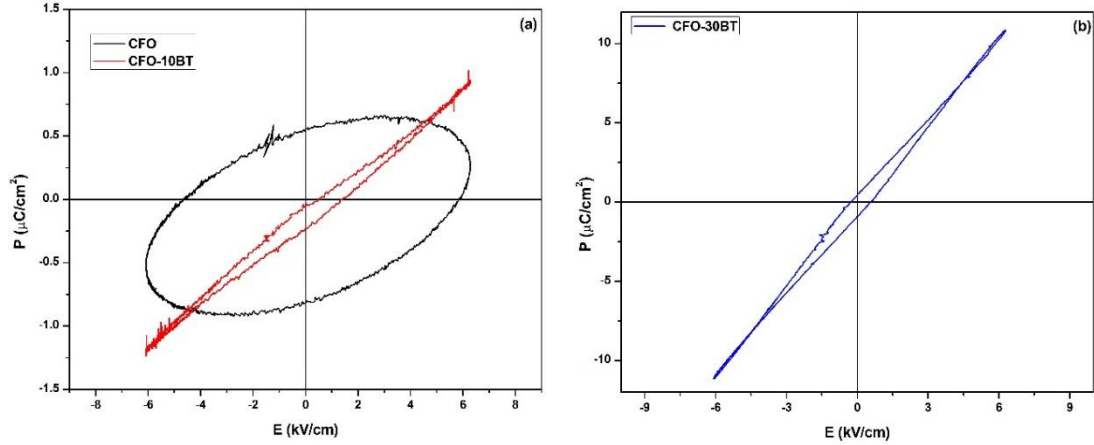 (a)
CFO
CFO-10BT
1.5
1.0
0.5
0.0
-0.5
-1.0
-1.5
P (μC/cm²)
-8 -6 -4 -2 0 2 4 6 8
E (kV/cm)
(b)
CFO-30BT
10
5
0
-5
-10
P (μC/cm²)
-9 -6 -3 0 3 6 9
E (kV/cm)